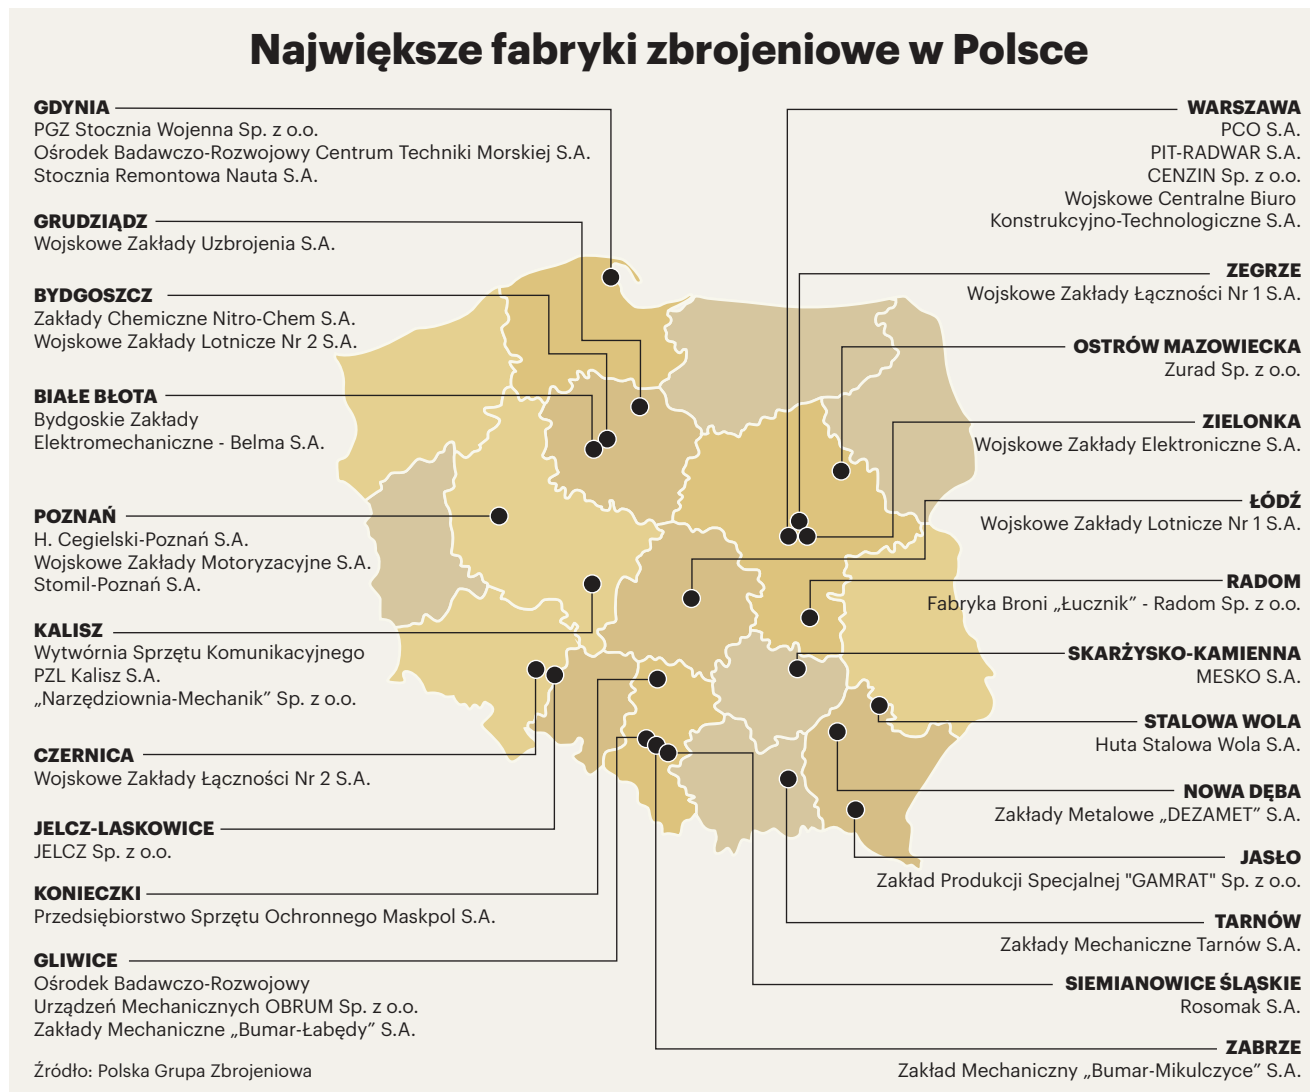 Największe fabryki zbrojeniowe w Polsce
GDYNIA
PGZ Stocznia Wojenna Sp. z o.o.
Ośrodek Badawczo-Rozwojowy Centrum Techniki Morskiej S.A.
Stocznia Remontowa Nauta S.A.
GRUDZIĄDZ
Wojskowe Zakłady Uzbrojenia S.A.
BYDGOSZCZ
Zakłady Chemiczne Nitro-Chem S.A.
Wojskowe Zakłady Lotnicze Nr 2 S.A.
BIAŁE BŁOTA
Bydgoskie Zakłady
Elektromechaniczne - Belma S.A.
POZNAŃ
H. Cegielski-Poznań S.A.
Wojskowe Zakłady Motoryzacyjne S.A.
Stomil-Poznań S.A.
KALISZ
Wytwórnia Sprzętu Komunikacyjnego
PZL Kalisz S.A.
„Narzędziownia-Mechanik” Sp. z o.o.
CZERNICA
Wojskowe Zakłady Łączności Nr 2 S.A.
JELCZ-LASKOWICE
JELCZ Sp. z o.o.
KONIECZKI
Przedsiębiorstwo Sprzętu Ochronnego Maskpol S.A.
GLIWICE
Ośrodek Badawczo-Rozwojowy
Urządzeń Mechanicznych OBRUM Sp. z o.o.
Zakłady Mechaniczne „Bumar-Łabędy” S.A.
Źródło: Polska Grupa Zbrojeniowa
WARSZAWA
PCO S.A.
PIT-RADWAR S.A.
CENZIN Sp. z o.o.
Wojskowe Centralne Biuro
Konstrukcyjno-Technologiczne S.A.
ZEGRZE
Wojskowe Zakłady Łączności Nr 1 S.A.
OSTRÓW MAZOWIECKA
Zurad Sp. z o.o.
ZIELONKA
Wojskowe Zakłady Elektroniczne S.A.
ŁÓDŹ
Wojskowe Zakłady Lotnicze Nr 1 S.A.
RADOM
Fabryka Broni „Łucznik” - Radom Sp. z o.o.
SKARŻYSKO-KAMIENNA
MESKO S.A.
STALOWA WOLA
Huta Stalowa Wola S.A.
NOWA DĘBA
Zakłady Metalowe „DEZAMET” S.A.
JASŁO
Zakład Produkcji Specjalnej "GAMRAT" Sp. z o.o.
TARNÓW
Zakłady Mechaniczne Tarnów S.A.
SIEMIANOWICE ŚLĄSKIE
Rosomak S.A.
ZABRZE
Zakład Mechaniczny „Bumar-Mikulczyce” S.A.